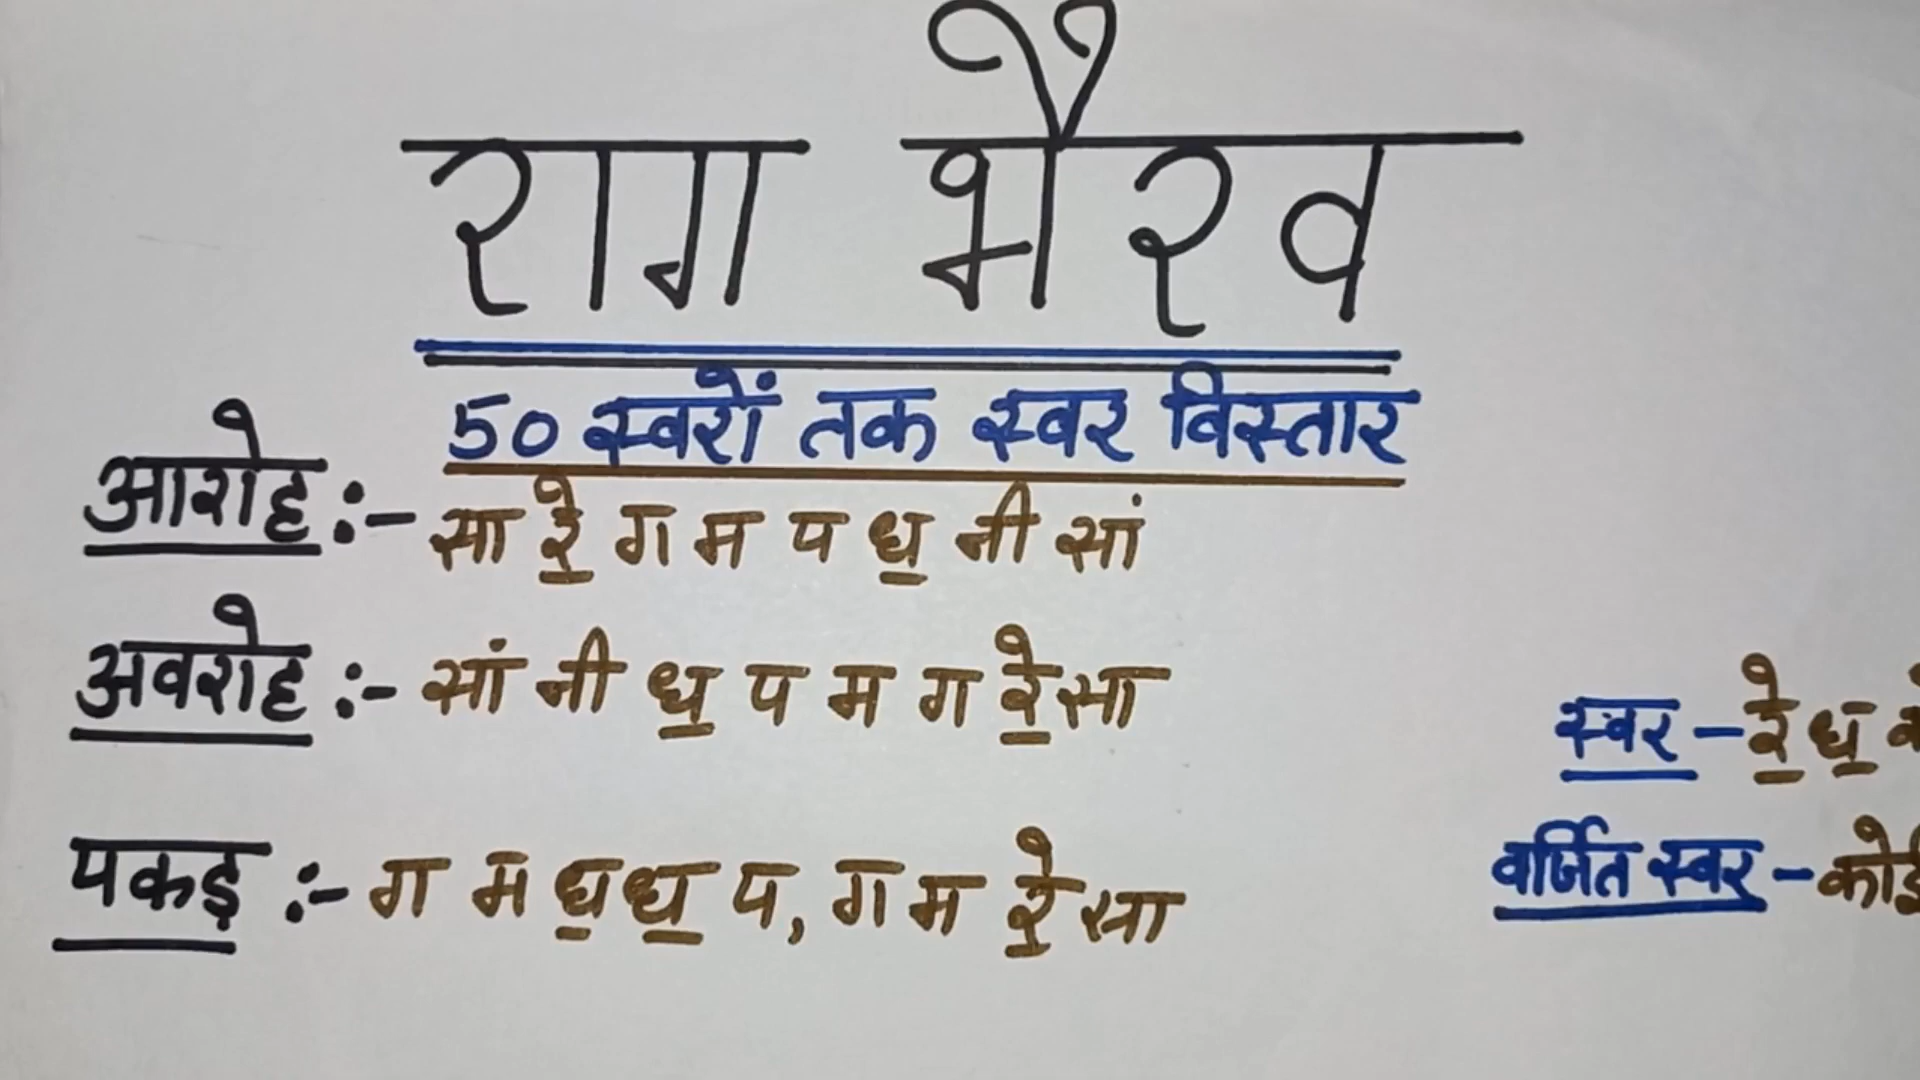 राग भैरव
50 स्वरों तक स्वर विस्तार
आरोह :- सा रे॒ ग म प ध॒ नी सां
अवरोह :- सां नी ध॒ प म ग रे॒ सा
स्वर - रे॒ ध॒
पकड़ :- ग म ध॒ ध॒ प, ग म रे॒ सा
वर्जित स्वर -